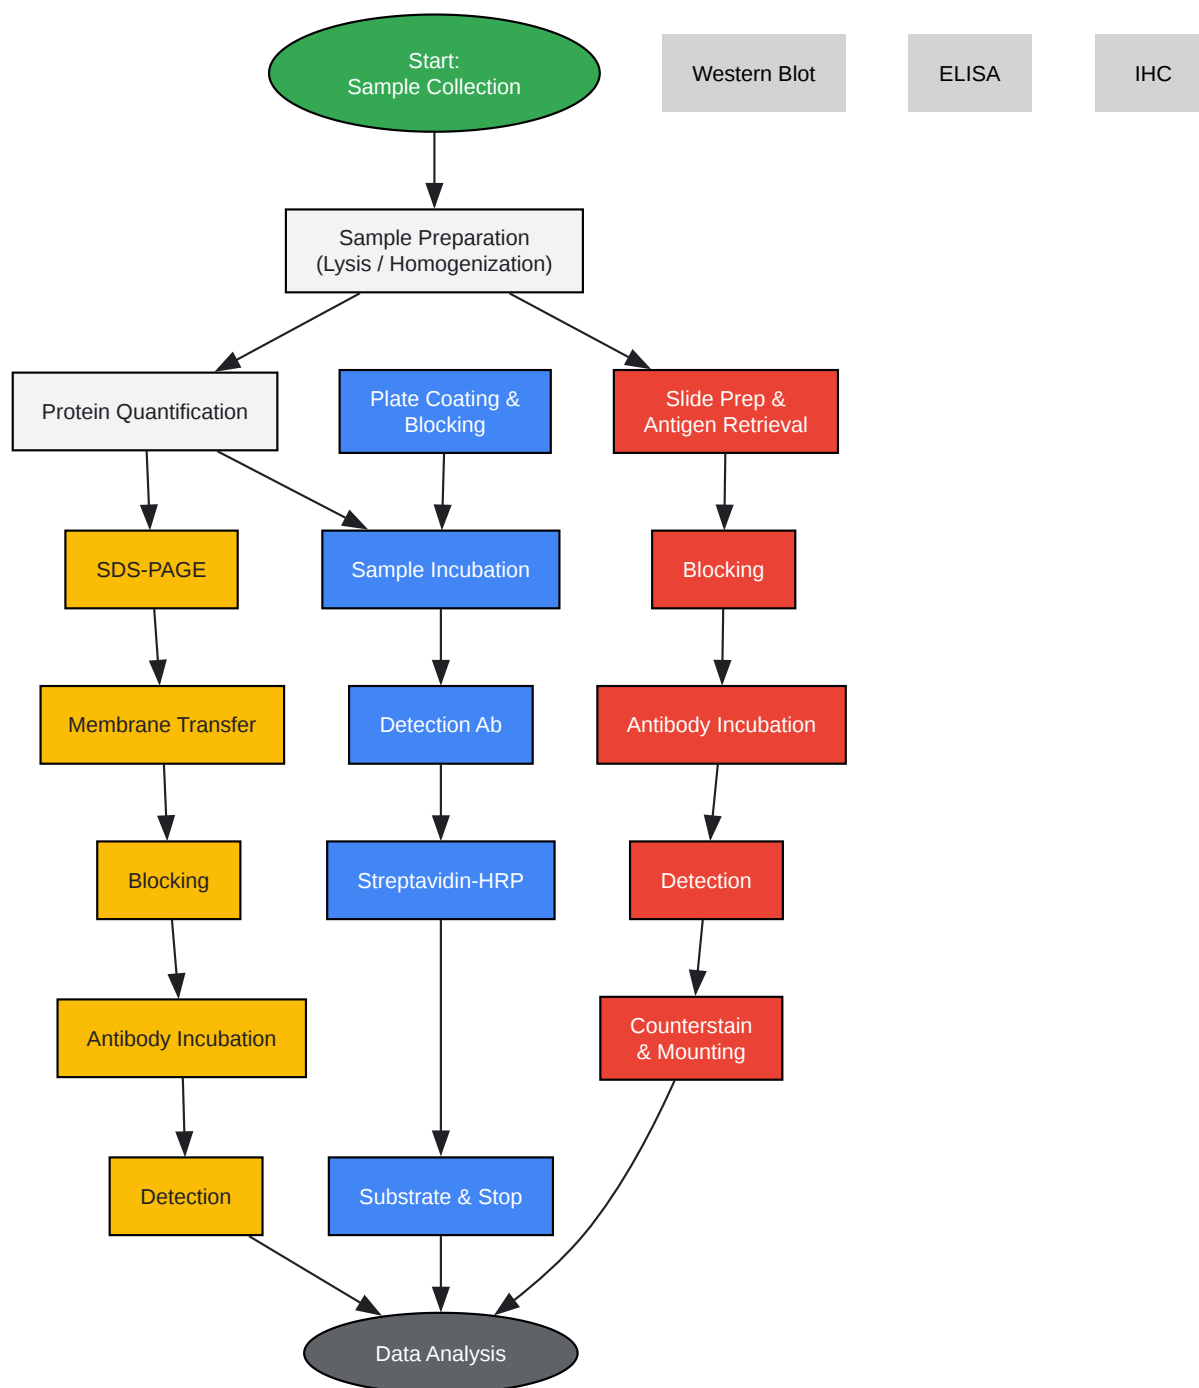 Start:
Sample Collection
Western Blot
ELISA
IHC
Sample Preparation
(Lysis / Homogenization)
Protein Quantification
Plate Coating &
Blocking
Slide Prep &
Antigen Retrieval
SDS-PAGE
Sample Incubation
Blocking
Membrane Transfer
Detection Ab
Antibody Incubation
Blocking
Streptavidin-HRP
Detection
Antibody Incubation
Counterstain
& Mounting
Detection
Substrate & Stop
Data Analysis